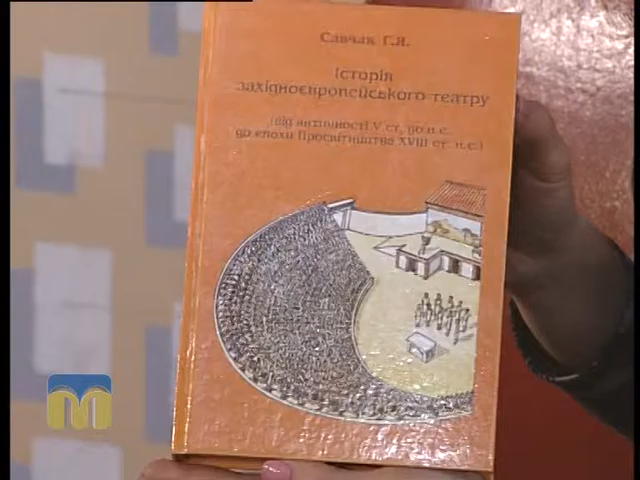 Савчак Г.Я.
Історія
західноєвропейського театру
(від античності V ст. до н.е.
до епохи Просвітництва XVIII ст. н.е.)